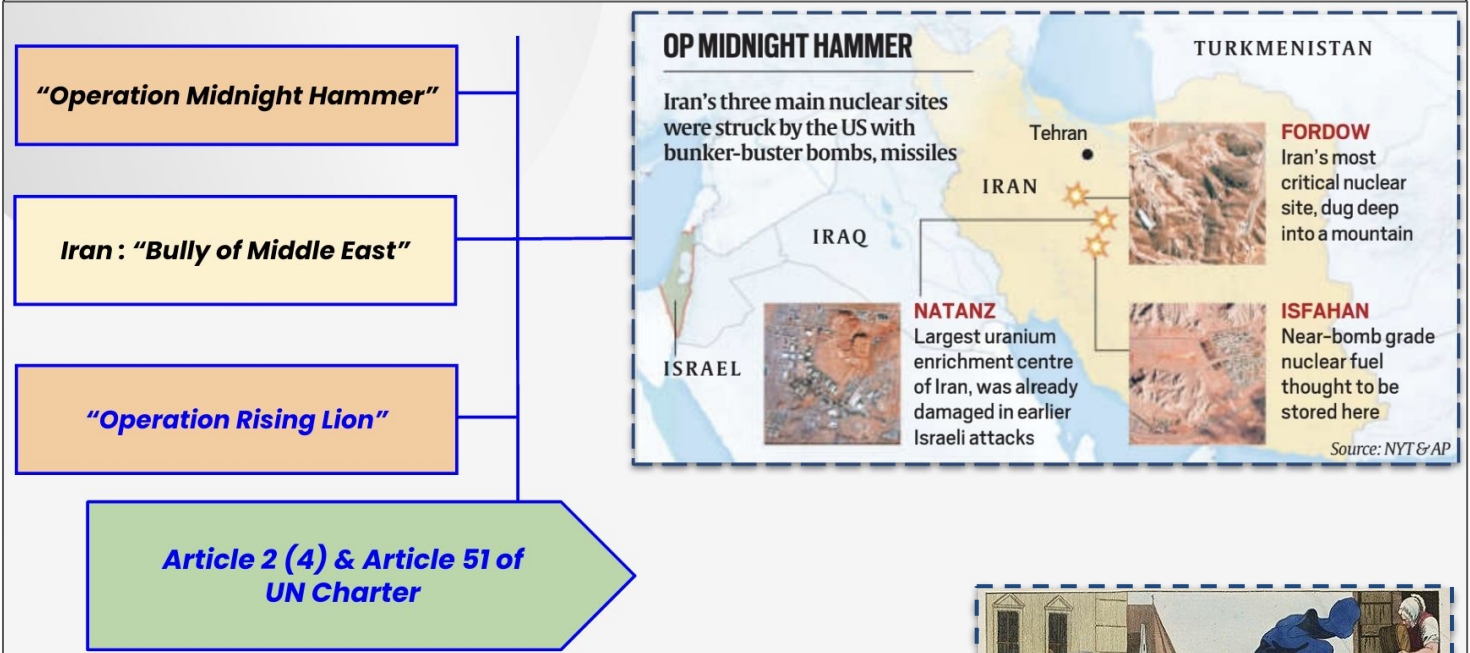 “Operation Midnight Hammer”
Iran : “Bully of Middle East”
“Operation Rising Lion”
Article 2 (4) & Article 51 of
UN Charter
OP MIDNIGHT HAMMER
Iran’s three main nuclear sites
were struck by the US with
bunker-buster bombs, missiles
TURKMENISTAN
Tehran
IRAN
IRAQ
ISRAEL
FORDOW
Iran’s most
critical nuclear
site, dug deep
into a mountain
NATANZ
Largest uranium
enrichment centre
of Iran, was already
damaged in earlier
Israeli attacks
ISFAHAN
Near-bomb grade
nuclear fuel
thought to be
stored here
Source: NYT & AP